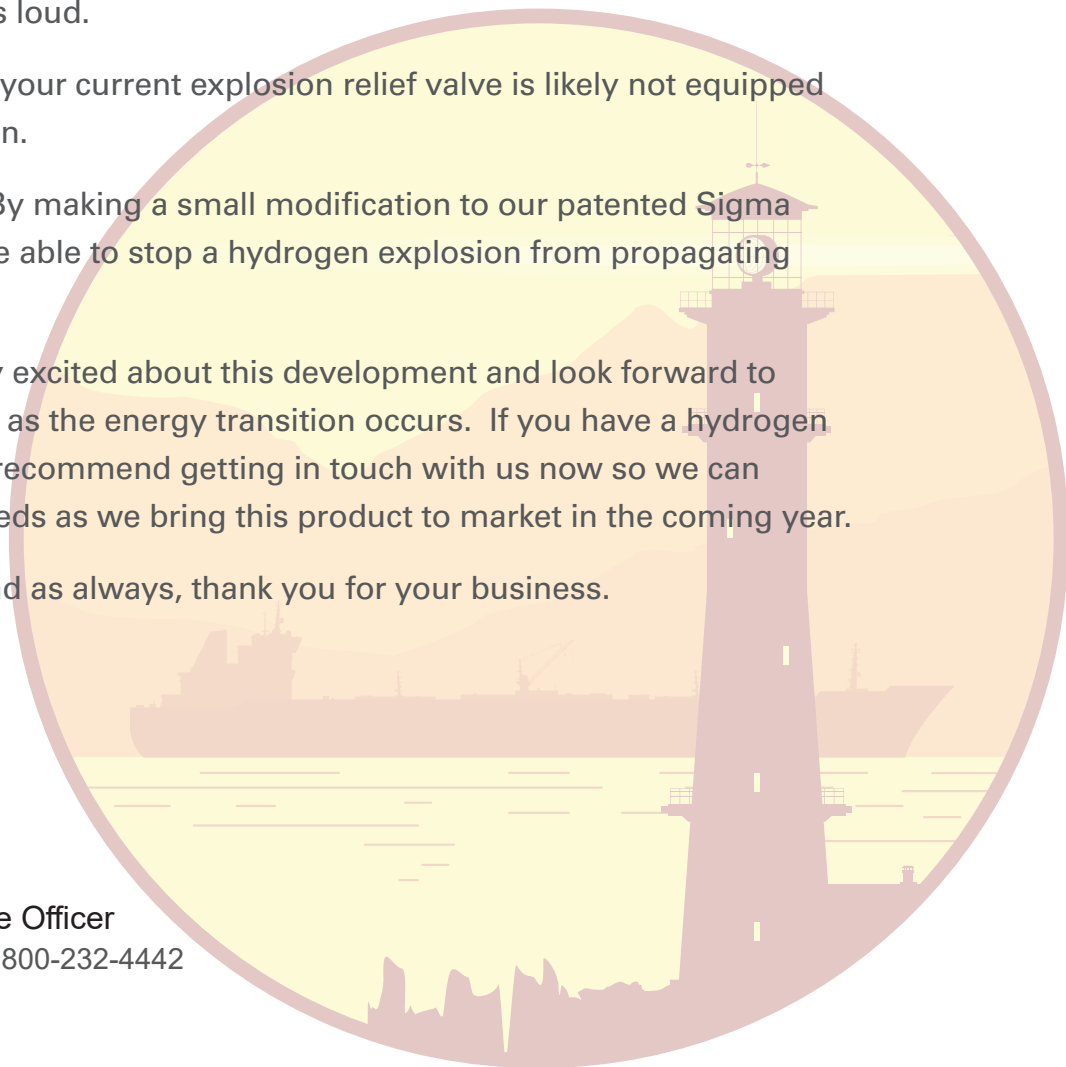 s loud.
your current explosion relief valve is likely not equipped
n.
By making a small modification to our patented Sigma
e able to stop a hydrogen explosion from propagating
y excited about this development and look forward to
as the energy transition occurs.  If you have a hydrogen
recommend getting in touch with us now so we can
eds as we bring this product to market in the coming year.
nd as always, thank you for your business.
e Officer
800-232-4442